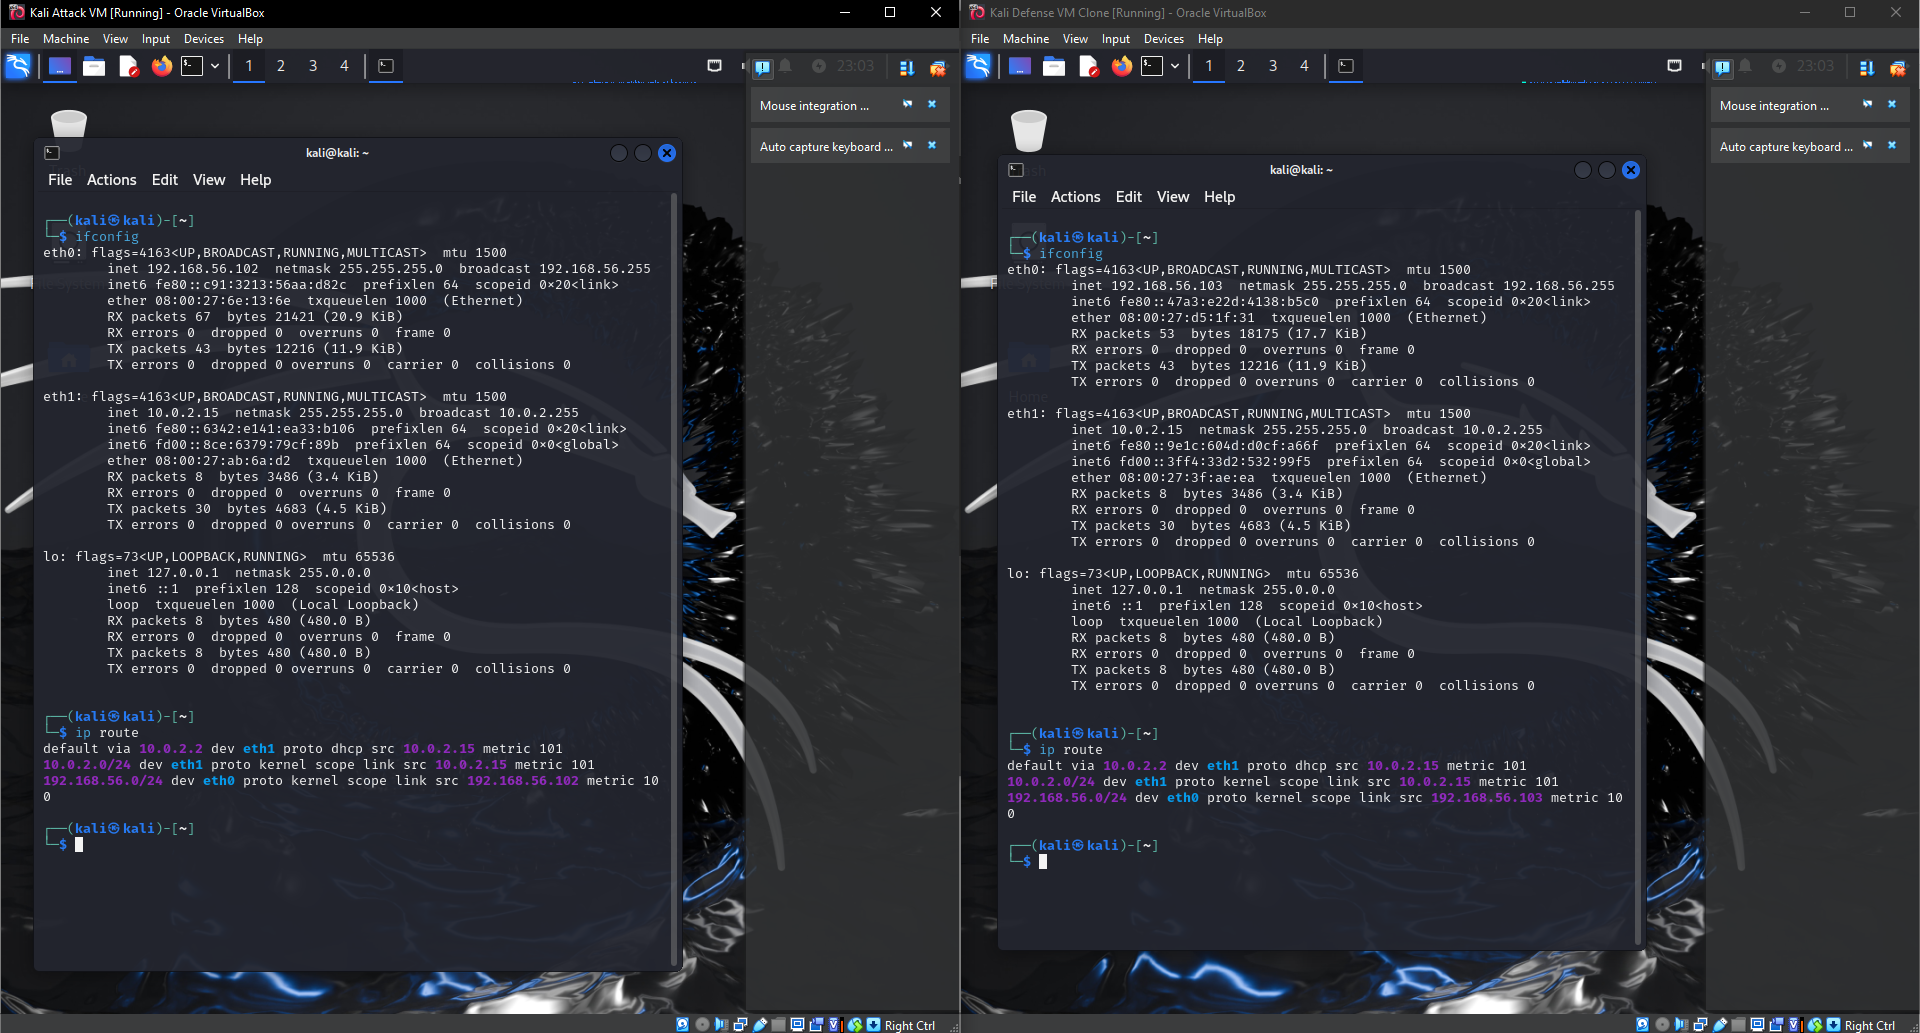 Kali Attack VM [Running] - Oracle VirtualBox
File Machine View Input Devices Help
1 2 3 4 23:03
Mouse integration ...
Auto capture keyboard ...
kali@kali: ~
File Actions Edit View Help
┌──(kali㉿kali)-[~]
└─$ ifconfig
eth0: flags=4163<UP,BROADCAST,RUNNING,MULTICAST>  mtu 1500
inet 192.168.56.102  netmask 255.255.255.0  broadcast 192.168.56.255
inet6 fe80::c91:3213:56aa:d82c  prefixlen 64  scopeid 0×20<link>
ether 08:00:27:6e:13:6e  txqueuelen 1000  (Ethernet)
RX packets 67  bytes 21421 (20.9 KiB)
RX errors 0  dropped 0  overruns 0  frame 0
TX packets 43  bytes 12216 (11.9 KiB)
TX errors 0  dropped 0 overruns 0  carrier 0  collisions 0
eth1: flags=4163<UP,BROADCAST,RUNNING,MULTICAST>  mtu 1500
inet 10.0.2.15  netmask 255.255.255.0  broadcast 10.0.2.255
inet6 fe80::6342:e141:ea33:b106  prefixlen 64  scopeid 0×20<link>
inet6 fd00::8ce:6379:79cf:89b  prefixlen 64  scopeid 0×0<global>
ether 08:00:27:ab:6a:d2  txqueuelen 1000  (Ethernet)
RX packets 8  bytes 3486 (3.4 KiB)
RX errors 0  dropped 0  overruns 0  frame 0
TX packets 30  bytes 4683 (4.5 KiB)
TX errors 0  dropped 0 overruns 0  carrier 0  collisions 0
lo: flags=73<UP,LOOPBACK,RUNNING>  mtu 65536
inet 127.0.0.1  netmask 255.0.0.0
inet6 ::1  prefixlen 128  scopeid 0×10<host>
loop  txqueuelen 1000  (Local Loopback)
RX packets 8  bytes 480 (480.0 B)
RX errors 0  dropped 0  overruns 0  frame 0
TX packets 8  bytes 480 (480.0 B)
TX errors 0  dropped 0 overruns 0  carrier 0  collisions 0
┌──(kali㉿kali)-[~]
└─$ ip route
default via 10.0.2.2 dev eth1 proto dhcp src 10.0.2.15 metric 101
10.0.2.0/24 dev eth1 proto kernel scope link src 10.0.2.15 metric 101
192.168.56.0/24 dev eth0 proto kernel scope link src 192.168.56.102 metric 10
0
┌──(kali㉿kali)-[~]
└─$
Right Ctrl
Kali Defense VM Clone [Running] - Oracle VirtualBox
File Machine View Input Devices Help
1 2 3 4 23:03
Mouse integration ...
Auto capture keyboard ...
kali@kali: ~
File Actions Edit View Help
┌──(kali㉿kali)-[~]
└─$ ifconfig
eth0: flags=4163<UP,BROADCAST,RUNNING,MULTICAST>  mtu 1500
inet 192.168.56.103  netmask 255.255.255.0  broadcast 192.168.56.255
inet6 fe80::47a3:e22d:4138:b5c0  prefixlen 64  scopeid 0×20<link>
ether 08:00:27:d5:1f:31  txqueuelen 1000  (Ethernet)
RX packets 53  bytes 18175 (17.7 KiB)
RX errors 0  dropped 0  overruns 0  frame 0
TX packets 43  bytes 12216 (11.9 KiB)
TX errors 0  dropped 0 overruns 0  carrier 0  collisions 0
Home
eth1: flags=4163<UP,BROADCAST,RUNNING,MULTICAST>  mtu 1500
inet 10.0.2.15  netmask 255.255.255.0  broadcast 10.0.2.255
inet6 fe80::9e1c:604d:d0cf:a66f  prefixlen 64  scopeid 0×20<link>
inet6 fd00::3ff4:33d2:532:99f5  prefixlen 64  scopeid 0×0<global>
ether 08:00:27:3f:ae:ea  txqueuelen 1000  (Ethernet)
RX packets 8  bytes 3486 (3.4 KiB)
RX errors 0  dropped 0  overruns 0  frame 0
TX packets 30  bytes 4683 (4.5 KiB)
TX errors 0  dropped 0 overruns 0  carrier 0  collisions 0
lo: flags=73<UP,LOOPBACK,RUNNING>  mtu 65536
inet 127.0.0.1  netmask 255.0.0.0
inet6 ::1  prefixlen 128  scopeid 0×10<host>
loop  txqueuelen 1000  (Local Loopback)
RX packets 8  bytes 480 (480.0 B)
RX errors 0  dropped 0  overruns 0  frame 0
TX packets 8  bytes 480 (480.0 B)
TX errors 0  dropped 0 overruns 0  carrier 0  collisions 0
┌──(kali㉿kali)-[~]
└─$ ip route
default via 10.0.2.2 dev eth1 proto dhcp src 10.0.2.15 metric 101
10.0.2.0/24 dev eth1 proto kernel scope link src 10.0.2.15 metric 101
192.168.56.0/24 dev eth0 proto kernel scope link src 192.168.56.103 metric 10
0
┌──(kali㉿kali)-[~]
└─$
Right Ctrl